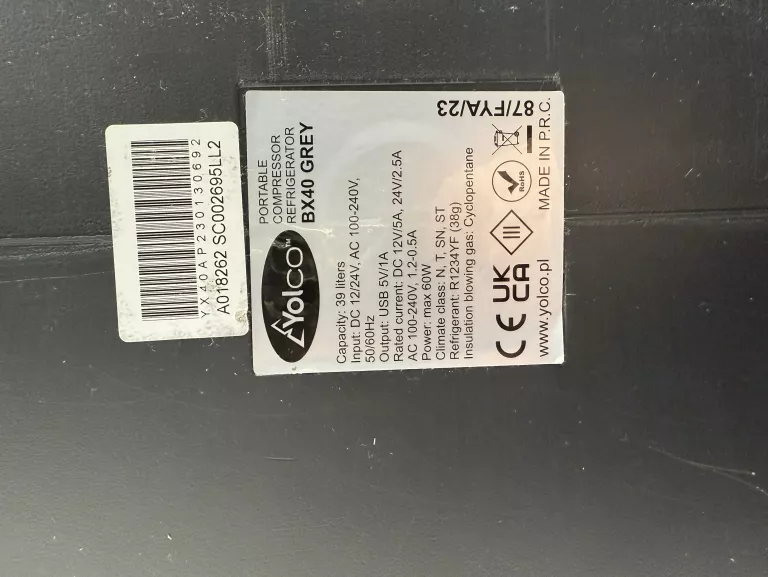 YX40AP230130692
A018262 SC002695LL2
Yolco™
PORTABLE
COMPRESSOR
REFRIGERATOR
BX40 GREY
Capacity: 39 liters
Input: DC 12/24V, AC 100-240V,
50/60Hz
Output: USB 5V/1A
Rated current: DC 12V/5A, 24V/2.5A
AC 100-240V, 1.2-0.5A
Power: max 60W
Climate class: N, T, SN, ST
Refrigerant: R1234YF (38g)
Insulation blowing gas: Cyclopentane
CE UK
CA
RoHS
www.yolco.pl
MADE IN P.R.C.
87/FYA/23